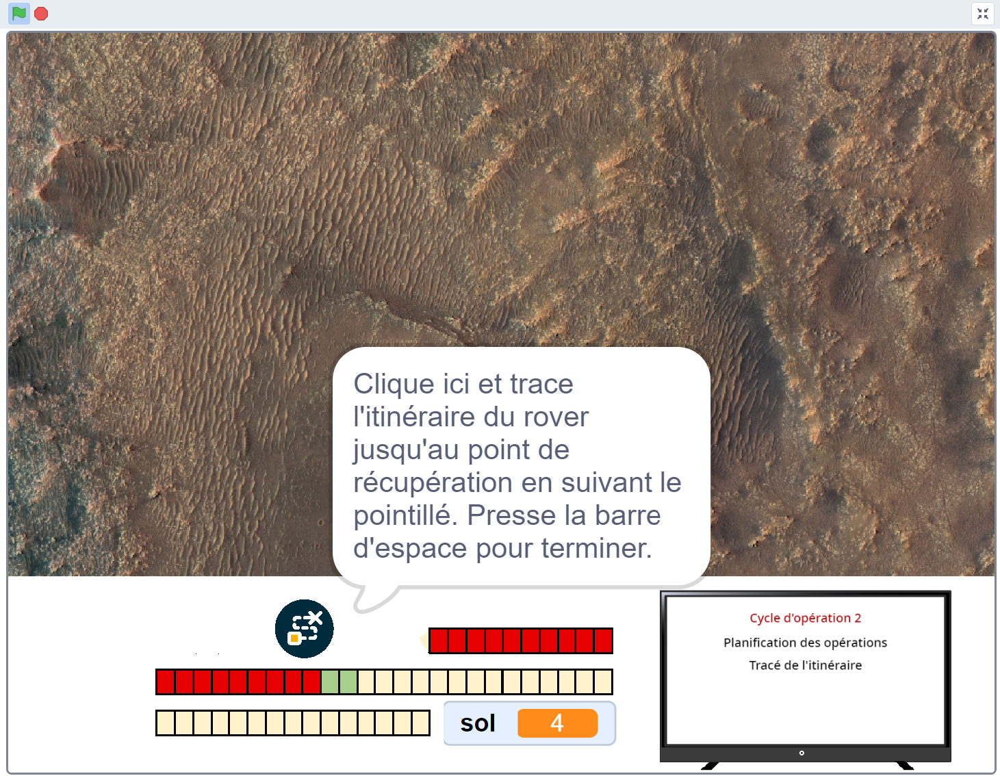 Clique ici et trace
l'itinéraire du rover
jusqu'au point de
récupération en suivant le
pointillé. Presse la barre
d'espace pour terminer.
Cycle d'opération 2
Planification des opérations
Tracé de l'itinéraire
sol 4